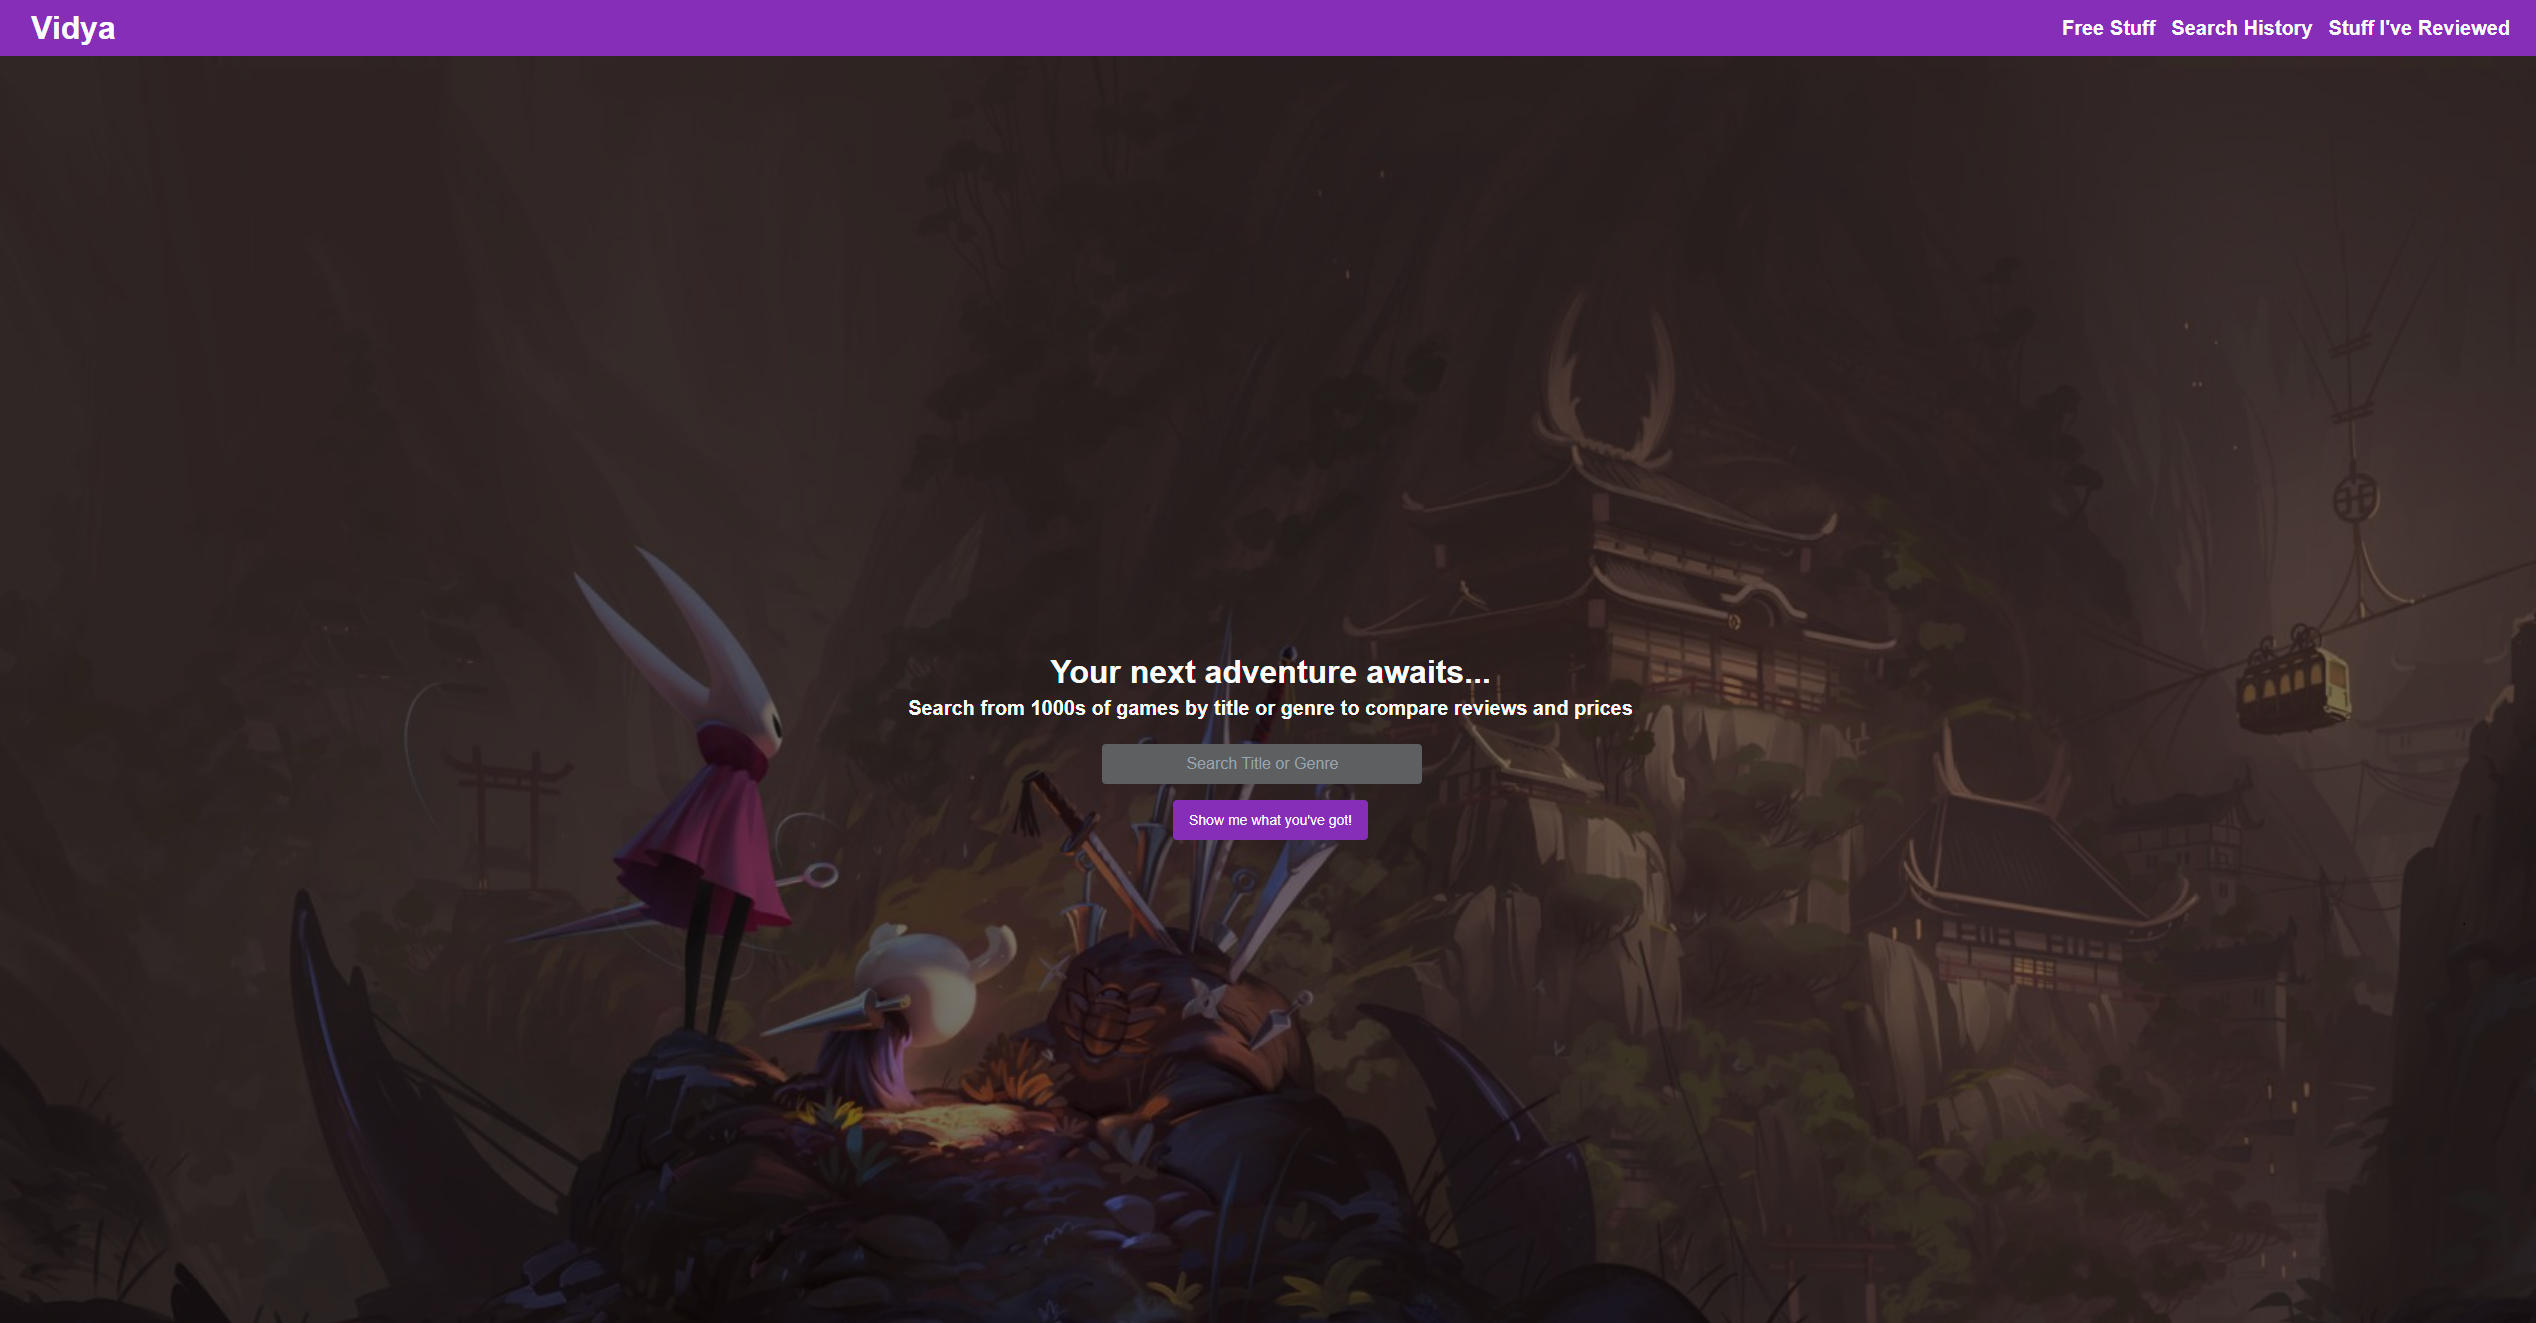 Vidya
Free Stuff Search History Stuff I've Reviewed
Your next adventure awaits...
Search from 1000s of games by title or genre to compare reviews and prices
Search Title or Genre
Show me what you've got!